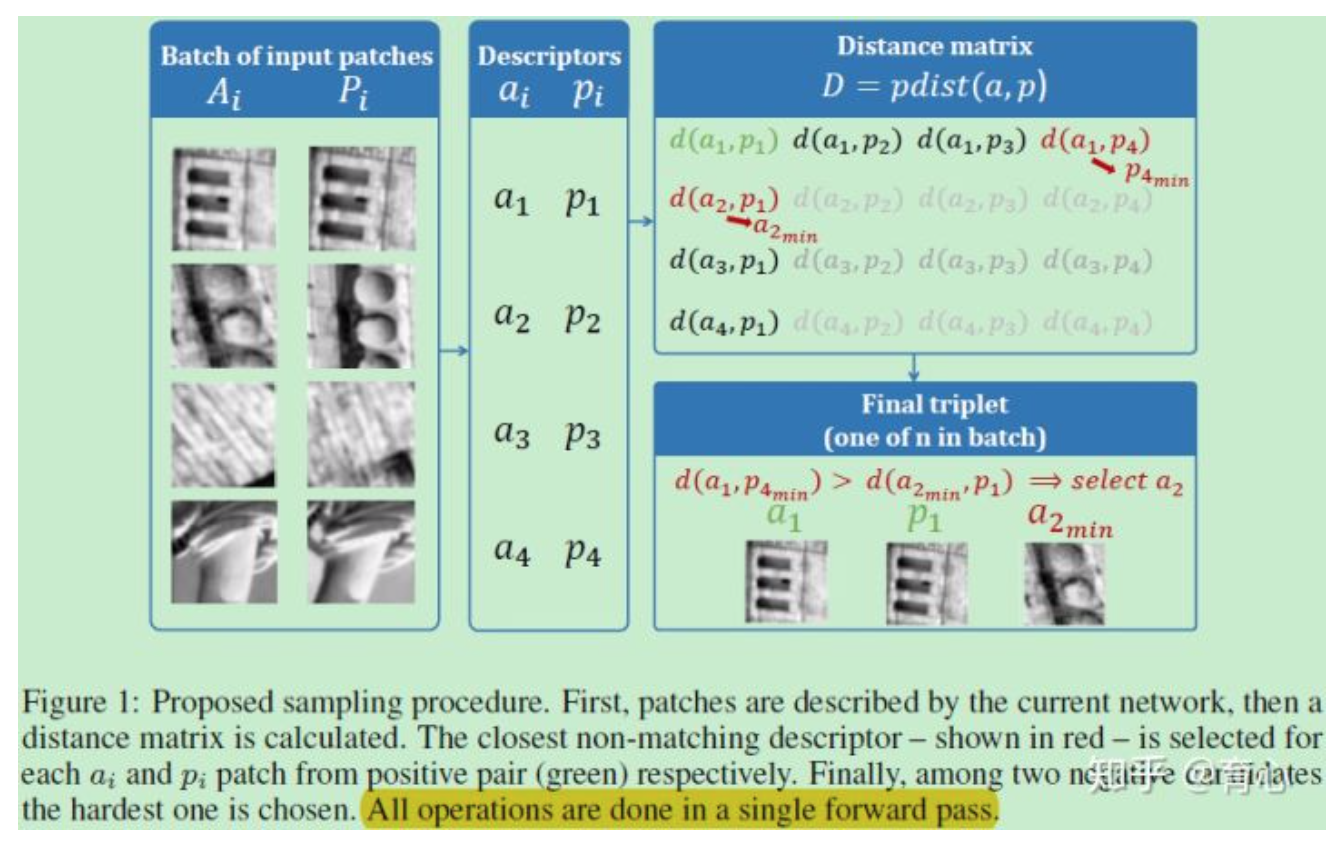 Batch of input patches
A_i P_i
Descriptors
a_i p_i
a_1 p_1
a_2 p_2
a_3 p_3
a_4 p_4
Distance matrix
D = pdist(a, p)
d(a_1, p_1) d(a_1, p_2) d(a_1, p_3) d(a_1, p_4)
p_{4_{min}}
d(a_2, p_1) d(a_2, p_2) d(a_2, p_3) d(a_2, p_4)
a_{2_{min}}
d(a_3, p_1) d(a_3, p_2) d(a_3, p_3) d(a_3, p_4)
d(a_4, p_1) d(a_4, p_2) d(a_4, p_3) d(a_4, p_4)
Final triplet
(one of n in batch)
d(a_1, p_{4_{min}}) > d(a_{2_{min}}, p_1) ⇒ select a_2
a_1 p_1 a_{2_{min}}
Figure 1: Proposed sampling procedure. First, patches are described by the current network, then a
distance matrix is calculated. The closest non-matching descriptor – shown in red – is selected for
each a_i and p_i patch from positive pair (green) respectively. Finally, among two negative candidates
the hardest one is chosen. All operations are done in a single forward pass.
知乎 @育心